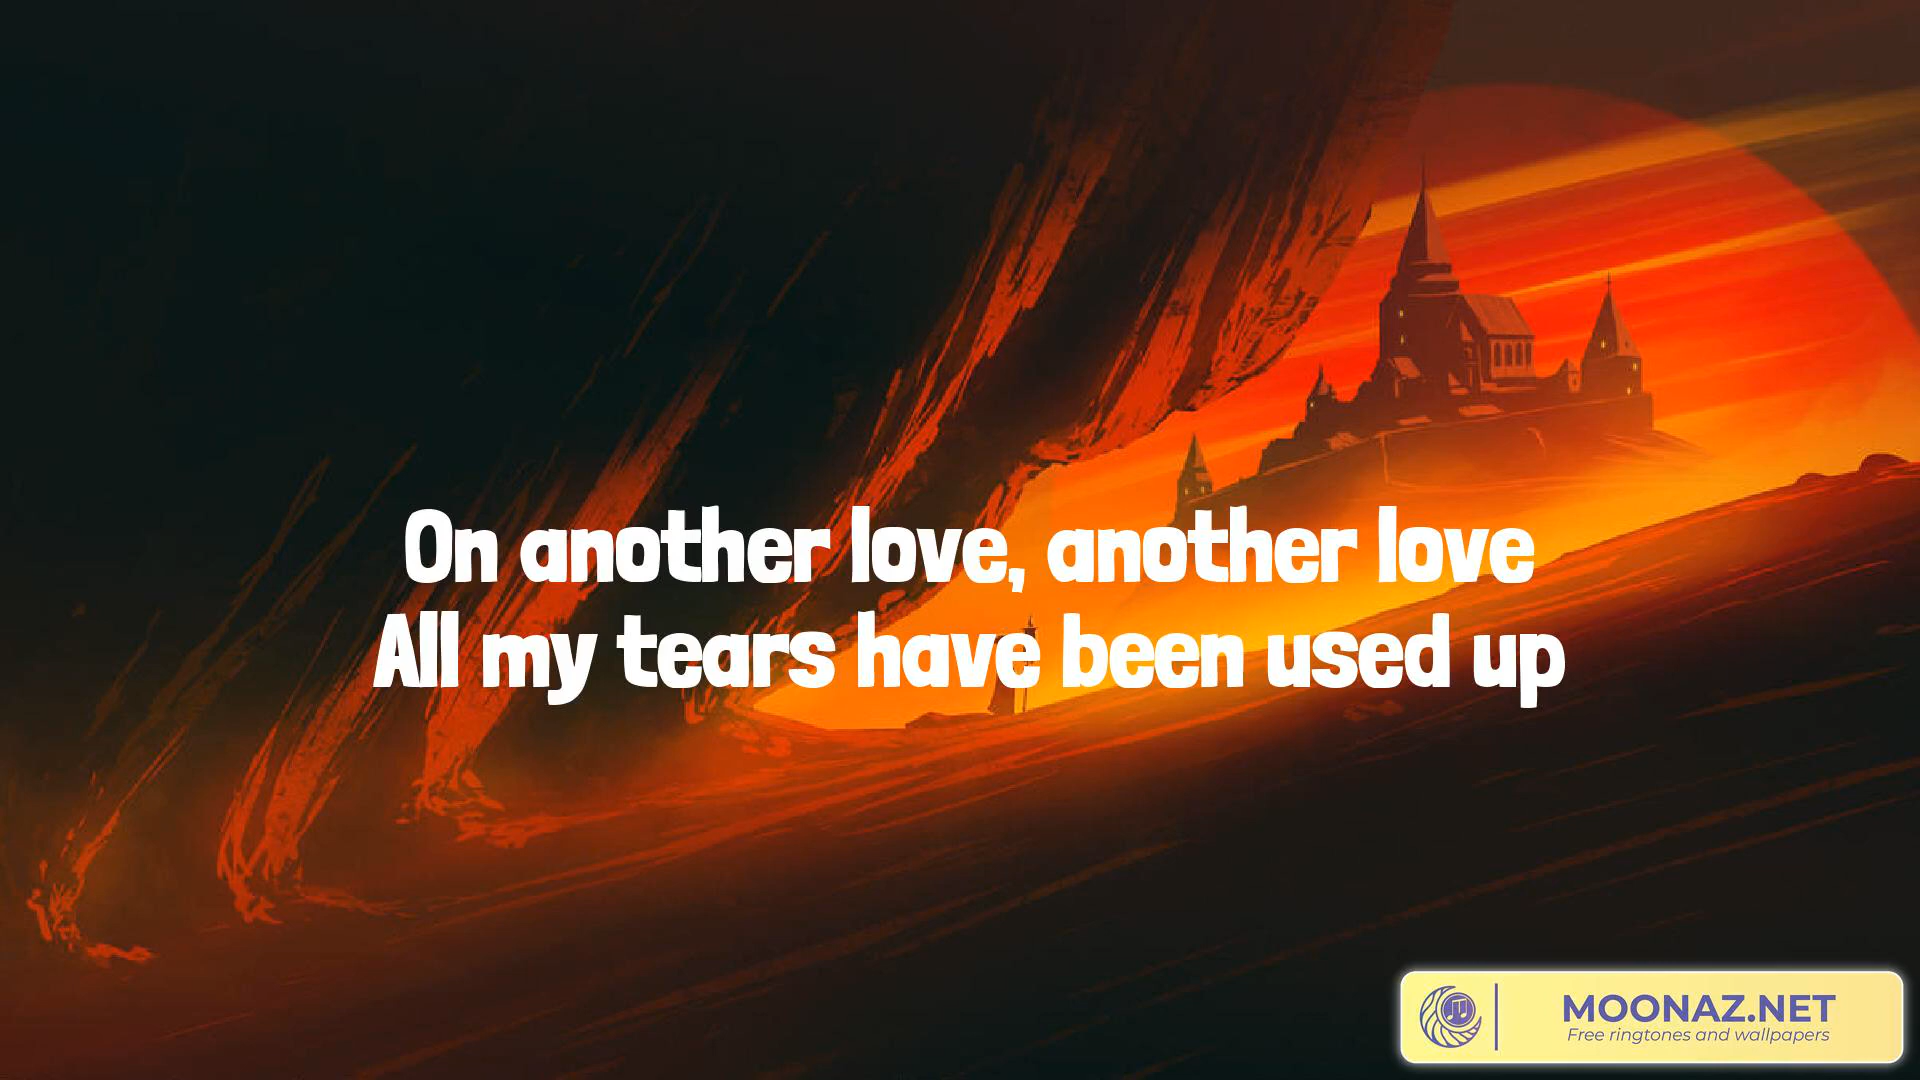 On another love, another love
All my tears have been used up
MOONAZ.NET
Free ringtones and wallpapers